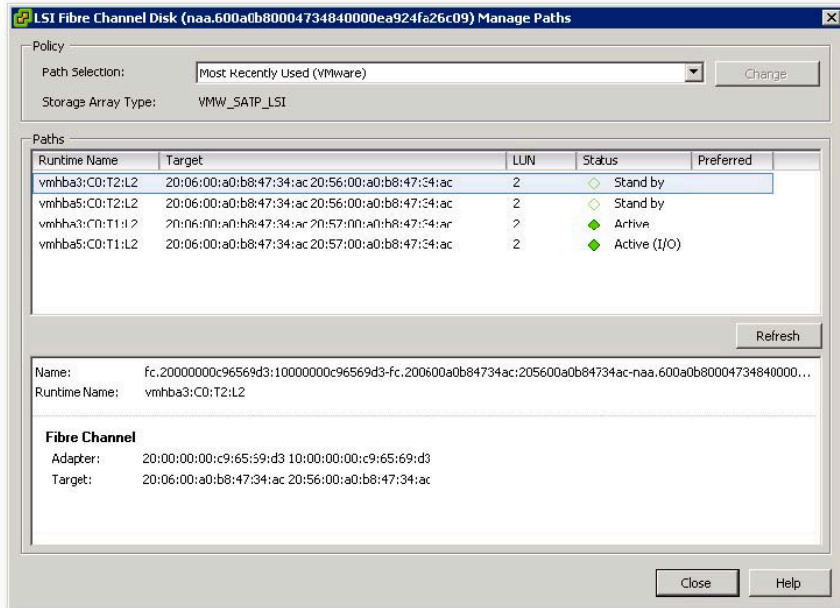 LSI Fibre Channel Disk (naa.600a0b80004734840000ea924fa26c09) Manage Paths
Policy
Path Selection: Most Recently Used (VMware) Change
Storage Array Type: VMW_SATP_LSI
Paths
Runtime Name Target LUN Status Preferred
vmhba3:C0:T2:L2 20:06:00:a0:b8:47:34:ac 20:56:00:a0:b8:47:34:ac 2 Stand by
vmhba5:C0:T2:L2 20:06:00:a0:b8:47:34:ac 20:56:00:a0:b8:47:34:ac 2 Stand by
vmhba3:C0:T1:L2 20:06:00:a0:b8:47:34:ac 20:57:00:a0:b8:47:34:ac 2 Active
vmhba5:C0:T1:L2 20:06:00:a0:b8:47:34:ac 20:57:00:a0:b8:47:34:ac 2 Active (I/O)
Refresh
Name: fc.20000000c96569d3:10000000c96569d3-fc.200600a0b84734ac:205600a0b84734ac-naa.600a0b80004734840000...
Runtime Name: vmhba3:C0:T2:L2
Fibre Channel
Adapter: 20:00:00:00:c9:65:69:d3 10:00:00:00:c9:65:69:d3
Target: 20:06:00:a0:b8:47:34:ac 20:56:00:a0:b8:47:34:ac
Close Help